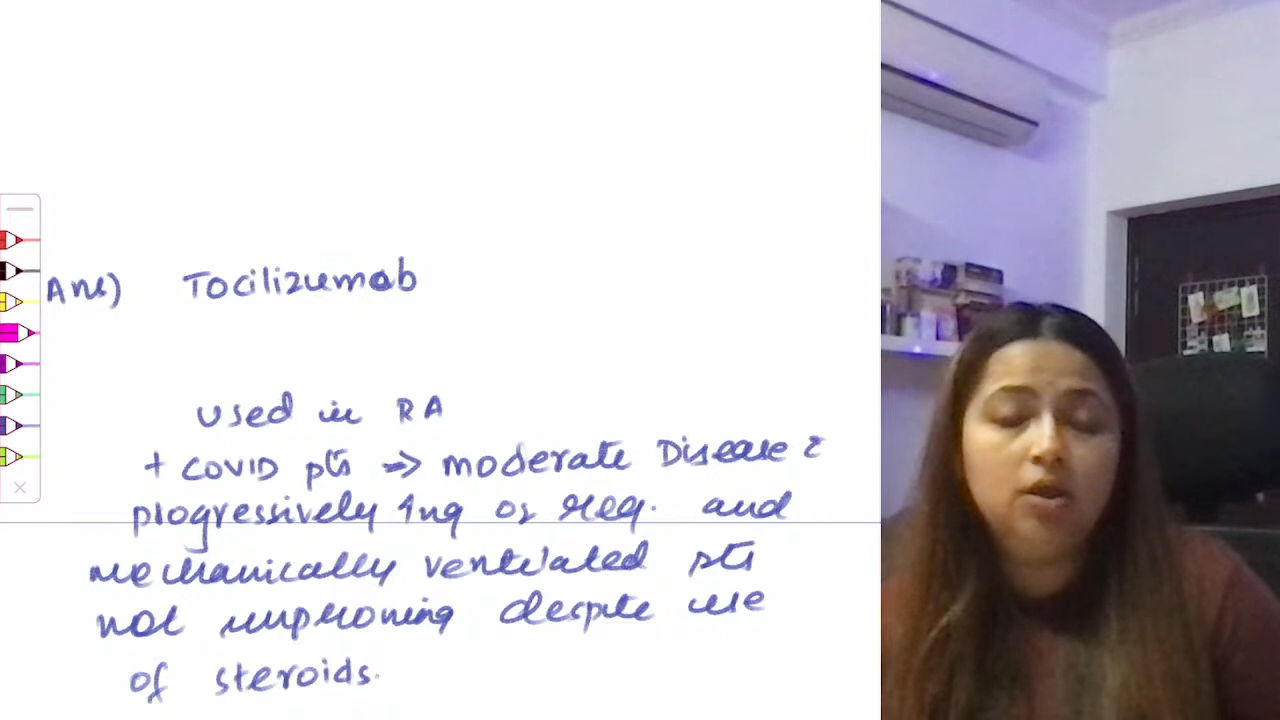 Ans) Tocilizumab
used in RA
+ COVID pts → moderate Disease c
progressively ↑ng O2 req. and
mechanically ventilated pts
not improving despite use
of steroids.